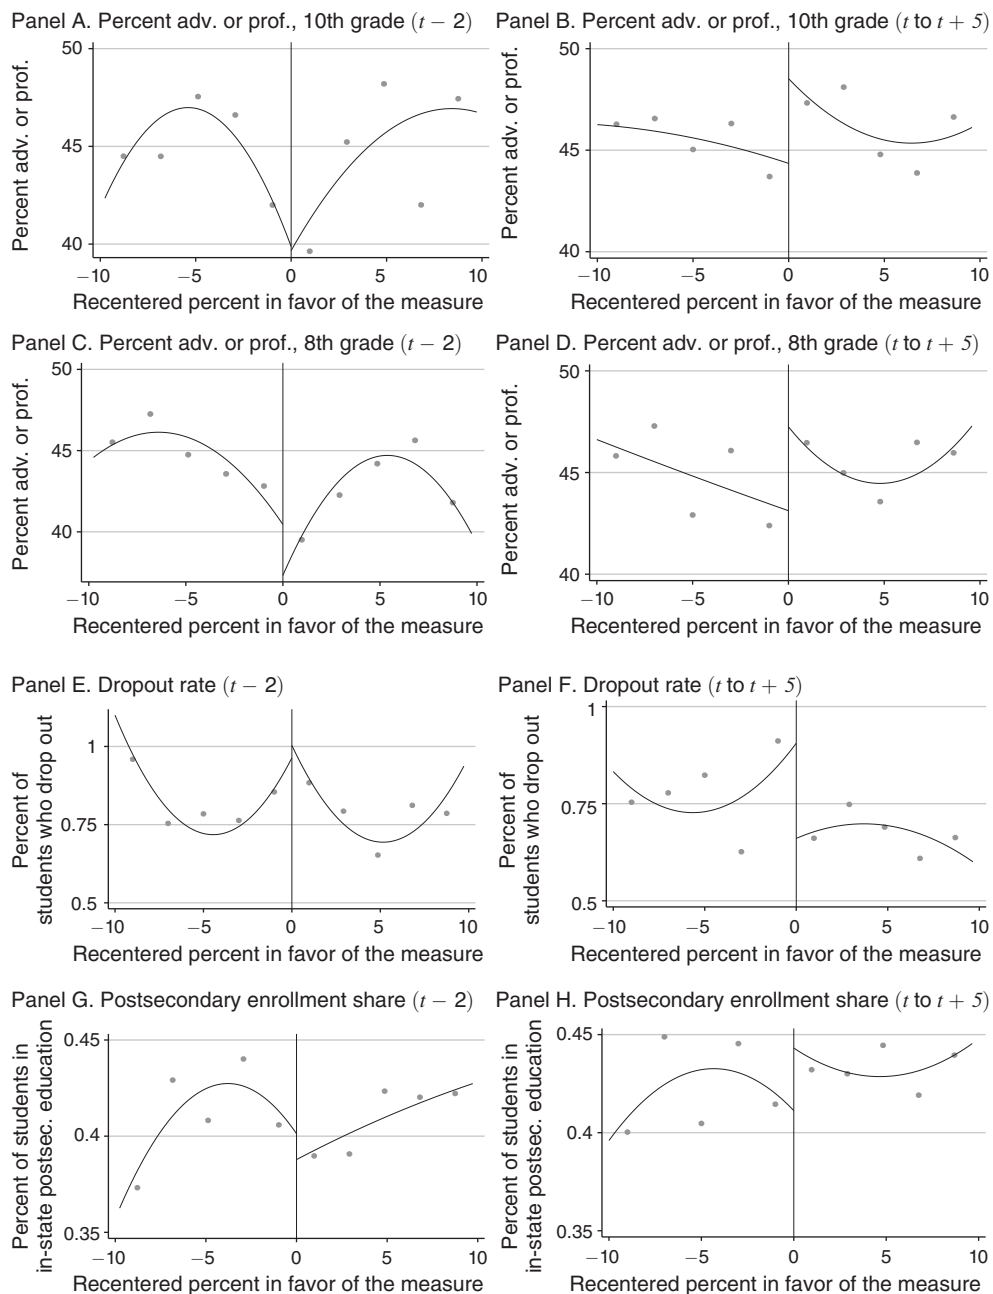 Panel A. Percent adv. or prof., 10th grade (t − 2)
Percent adv. or prof.
50
45
40
−10 −5 0 5 10
Recentered percent in favor of the measure
Panel B. Percent adv. or prof., 10th grade (t to t + 5)
Percent adv. or prof.
50
45
40
−10 −5 0 5 10
Recentered percent in favor of the measure
Panel C. Percent adv. or prof., 8th grade (t − 2)
Percent adv. or prof.
50
45
40
−10 −5 0 5 10
Recentered percent in favor of the measure
Panel D. Percent adv. or prof., 8th grade (t to t + 5)
Percent adv. or prof.
50
45
40
−10 −5 0 5 10
Recentered percent in favor of the measure
Panel E. Dropout rate (t − 2)
Percent of
students who drop out
1
0.75
0.5
−10 −5 0 5 10
Recentered percent in favor of the measure
Panel F. Dropout rate (t to t + 5)
Percent of
students who drop out
1
0.75
0.5
−10 −5 0 5 10
Recentered percent in favor of the measure
Panel G. Postsecondary enrollment share (t − 2)
Percent of students in
in-state postsec. education
0.45
0.4
0.35
−10 −5 0 5 10
Recentered percent in favor of the measure
Panel H. Postsecondary enrollment share (t to t + 5)
Percent of students in
in-state postsec. education
0.45
0.4
0.35
−10 −5 0 5 10
Recentered percent in favor of the measure